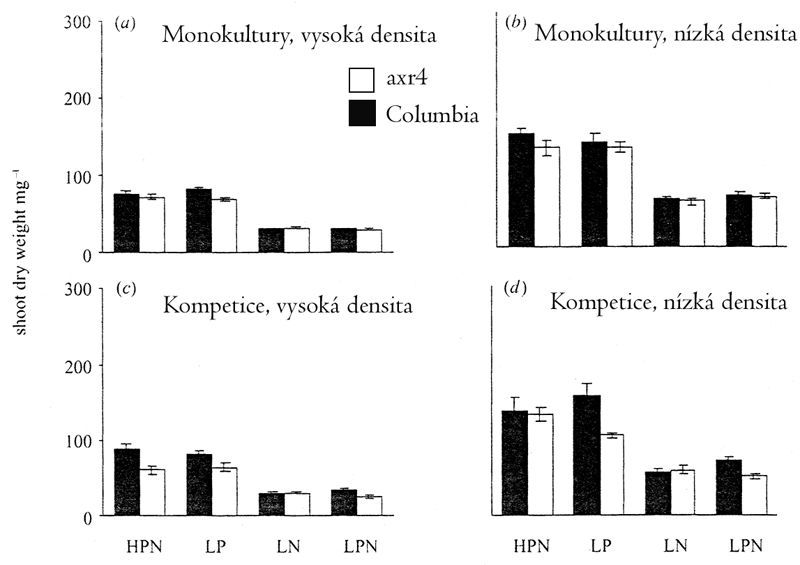 300
(a)
Monokultury, vysoká densita
(b)
Monokultury, nízká densita
axr4
Columbia
200
100
0
shoot dry weight mg⁻¹
300
(c)
Kompetice, vysoká densita
(d)
Kompetice, nízká densita
200
100
0
HPN LP LN LPN HPN LP LN LPN